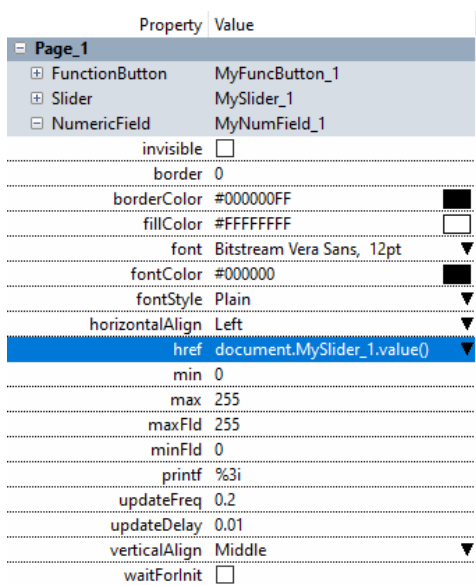 Property Value
Page_1
FunctionButton MyFuncButton_1
Slider MySlider_1
NumericField MyNumField_1
invisible
border 0
borderColor #000000FF
fillColor #FFFFFFFF
font Bitstream Vera Sans, 12pt
fontColor #000000
fontStyle Plain
horizontalAlign Left
href document.MySlider_1.value()
min 0
max 255
maxFld 255
minFld 0
printf %3i
updateFreq 0.2
updateDelay 0.01
verticalAlign Middle
waitForInit